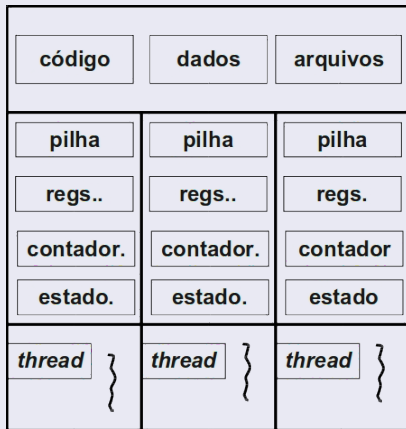 código dados arquivos
pilha pilha pilha
regs.. regs.. regs.
contador. contador. contador
estado. estado. estado
thread thread thread